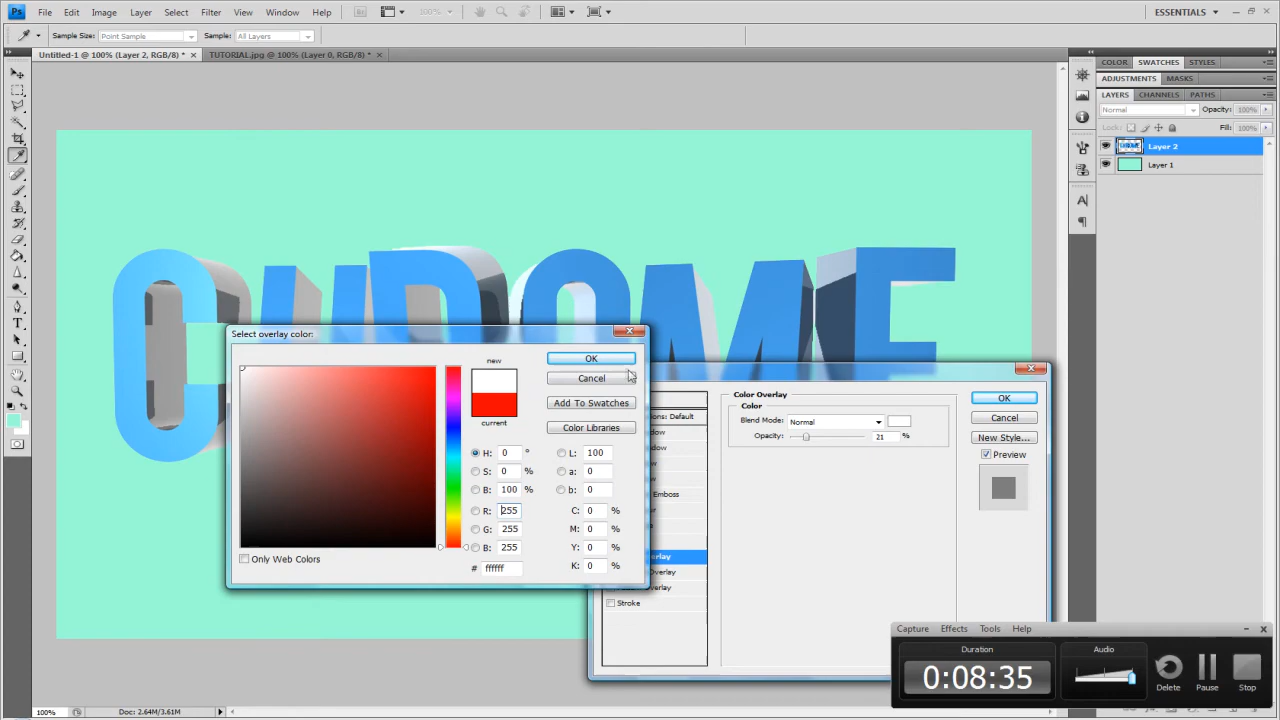 Ps File Edit Image Layer Select Filter View Window Help Br 100% ESSENTIALS
Sample Size: Point Sample Sample: All Layers
Untitled-1 @ 100% (Layer 2, RGB/8) * × TUTORIAL.jpg @ 100% (Layer 0, RGB/8) * ×
COLOR SWATCHES STYLES
ADJUSTMENTS MASKS
LAYERS CHANNELS PATHS
Normal Opacity: 100%
Lock: Fill: 100%
Layer 2
Layer 1
CHROME
Select overlay color:
new
current
OK
Cancel
Add To Swatches
Color Libraries
H: 0 ° L: 100
S: 0 % a: 0
B: 100 % b: 0
R: 255 C: 0 %
G: 255 M: 0 %
B: 255 Y: 0 %
# ffffff K: 0 %
Only Web Colors
ions: Default
dow
adow
w
w
Emboss
r
erlay
Overlay
erlay
Stroke
Color Overlay
Color
Blend Mode: Normal
Opacity: 21 %
OK
Cancel
New Style...
Preview
Capture Effects Tools Help
Duration
0:08:35
Audio
Delete Pause Stop
100% Doc: 2.64M/3.61M